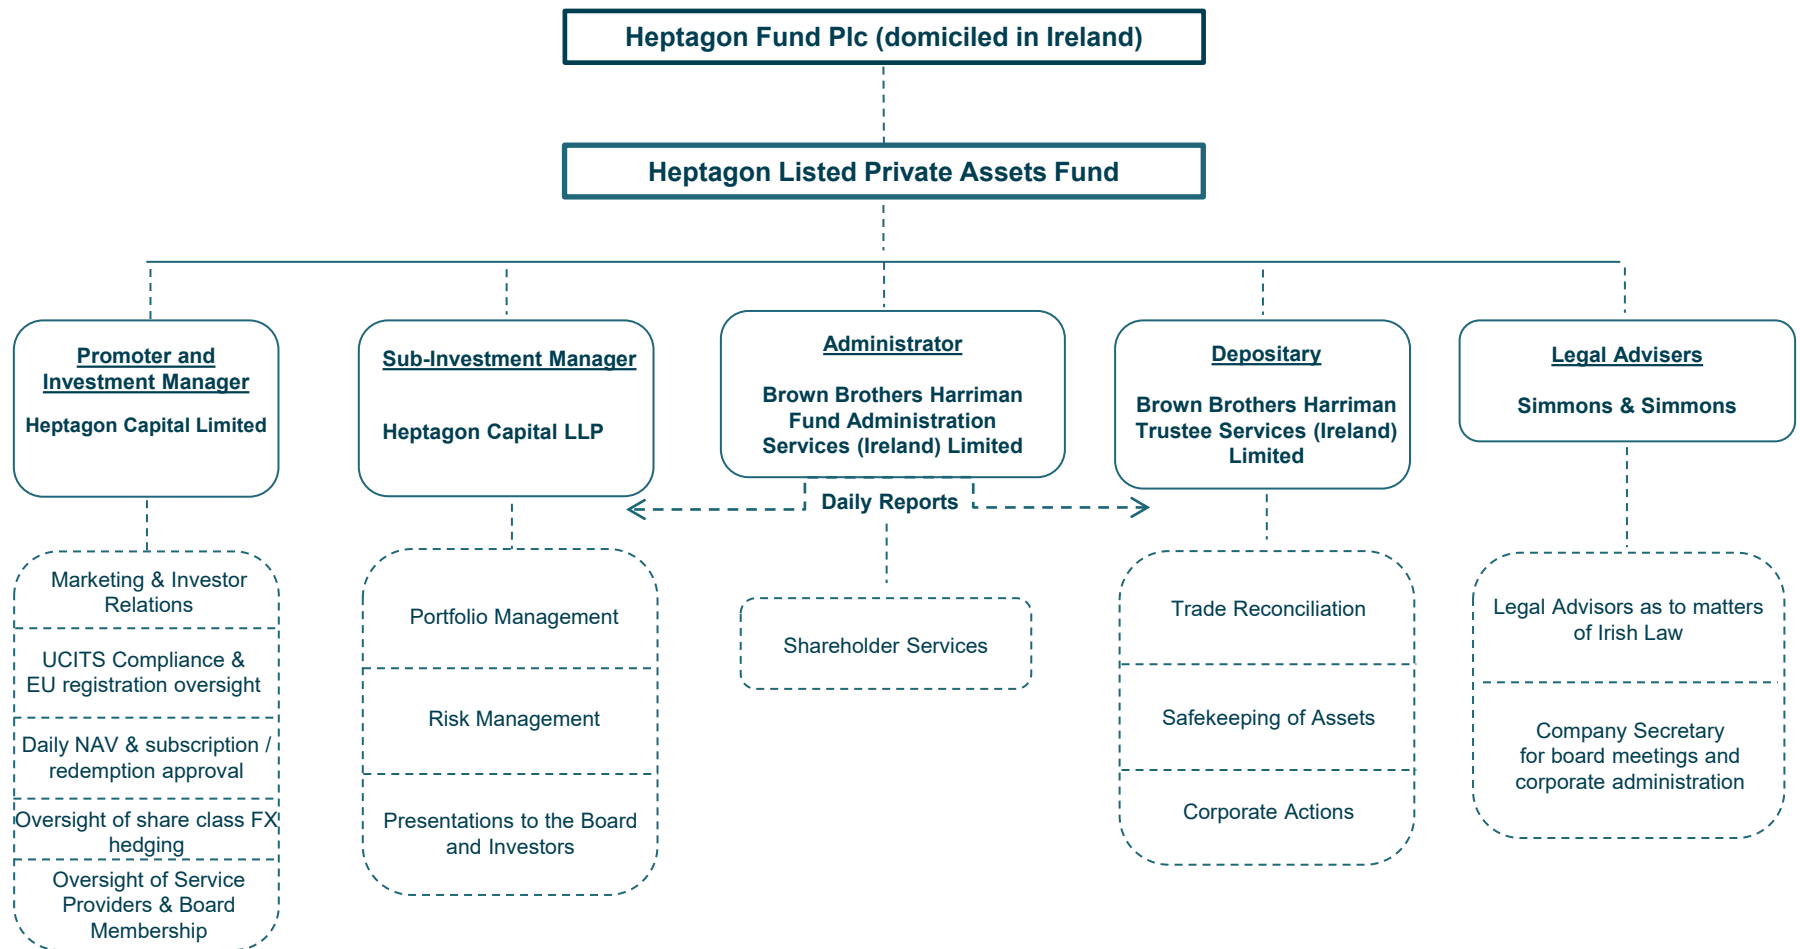 Heptagon Fund Plc (domiciled in Ireland)
Heptagon Listed Private Assets Fund
Promoter and
Investment Manager
Heptagon Capital Limited
Sub-Investment Manager
Heptagon Capital LLP
Administrator
Brown Brothers Harriman
Fund Administration
Services (Ireland) Limited
Depositary
Brown Brothers Harriman
Trustee Services (Ireland)
Limited
Legal Advisers
Simmons & Simmons
Daily Reports
Marketing & Investor
Relations
UCITS Compliance &
EU registration oversight
Daily NAV & subscription /
redemption approval
Oversight of share class FX
hedging
Oversight of Service
Providers & Board
Membership
Portfolio Management
Risk Management
Presentations to the Board
and Investors
Shareholder Services
Trade Reconciliation
Safekeeping of Assets
Corporate Actions
Legal Advisors as to matters
of Irish Law
Company Secretary
for board meetings and
corporate administration